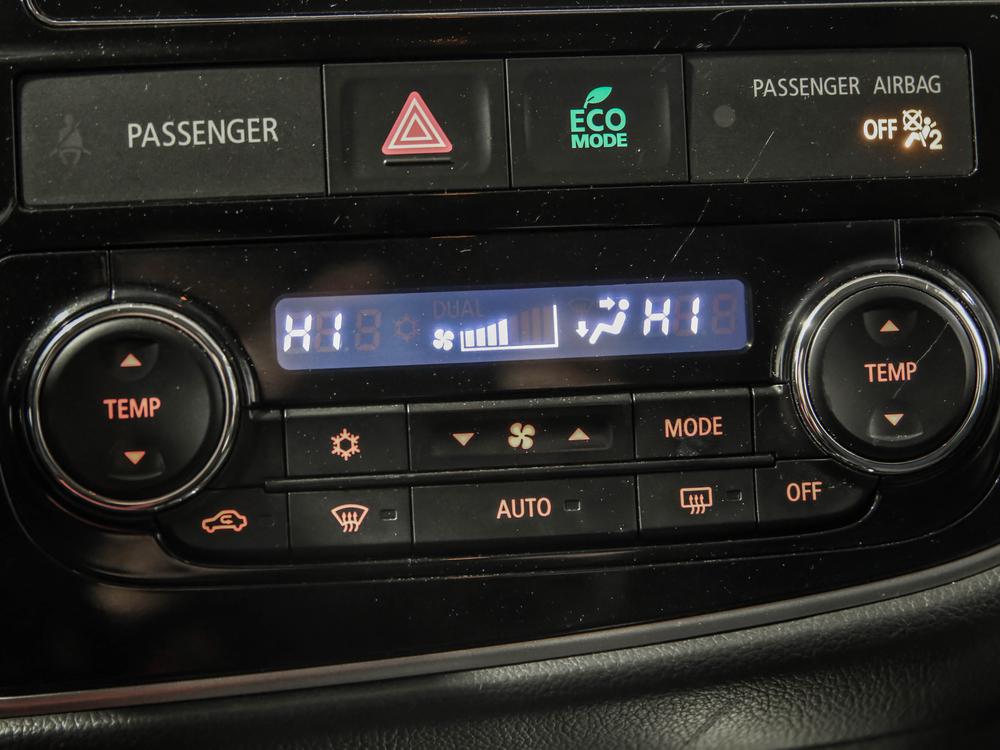 PASSENGER
ECO
MODE
PASSENGER AIRBAG
OFF
2
DUAL
HI
HI
TEMP
TEMP
MODE
AUTO
OFF